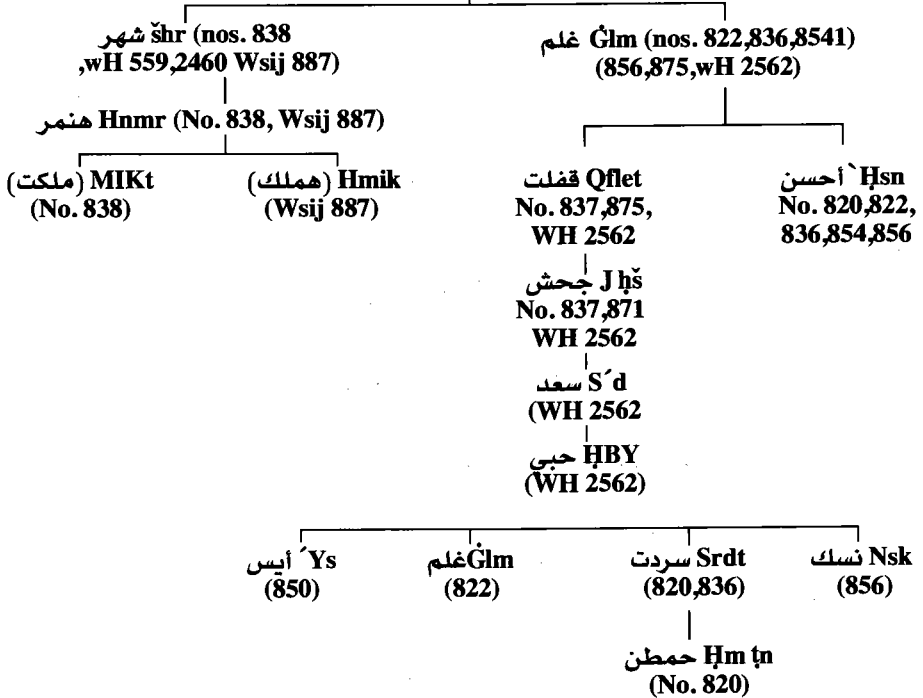 شهر šhr (nos. 838
,wH 559,2460 Wsij 887)
غلم Ġlm (nos. 822,836,8541)
(856,875,wH 2562)
هنمر Hnmr (No. 838, Wsij 887)
(ملكت) MIKt
(No. 838)
(هملك) Hmik
(Wsij 887)
قفلت Qflet
No. 837,875,
WH 2562
أحسن `Ḥsn
No. 820,822,
836,854,856
جحش J ḥš
No. 837,871
WH 2562
سعد S´d
(WH 2562
حبي ḤBY
(WH 2562)
أيس ´Ys
(850)
غلم Ġlm
(822)
سردت Srdt
(820,836)
نسك Nsk
(856)
حمطن Ḥm ṭn
(No. 820)